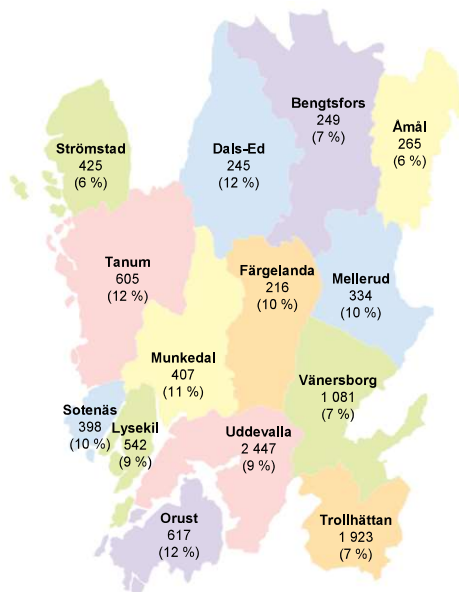 Bengtsfors
249
(7 %)
Åmål
265
(6 %)
Strömstad
425
(6 %)
Dals-Ed
245
(12 %)
Tanum
605
(12 %)
Färgelanda
216
(10 %)
Mellerud
334
(10 %)
Munkedal
407
(11 %)
Vänersborg
1 081
(7 %)
Sotenäs
398
(10 %)
Lysekil
542
(9 %)
Uddevalla
2 447
(9 %)
Orust
617
(12 %)
Trollhättan
1 923
(7 %)